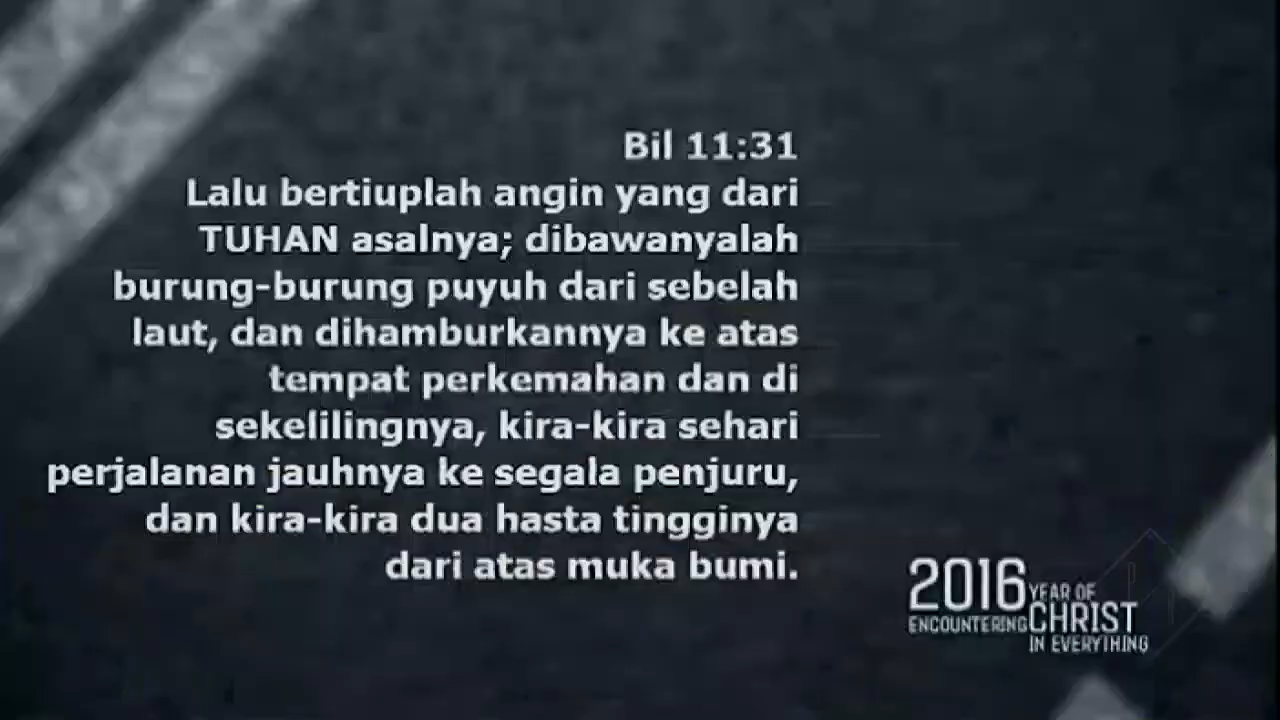 Bil 11:31
Lalu bertiuplah angin yang dari
TUHAN asalnya; dibawanyalah
burung-burung puyuh dari sebelah
laut, dan dihamburkannya ke atas
tempat perkemahan dan di
sekelilingnya, kira-kira sehari
perjalanan jauhnya ke segala penjuru,
dan kira-kira dua hasta tingginya
dari atas muka bumi.
2016 YEAR OF
ENCOUNTERING CHRIST
IN EVERYTHING